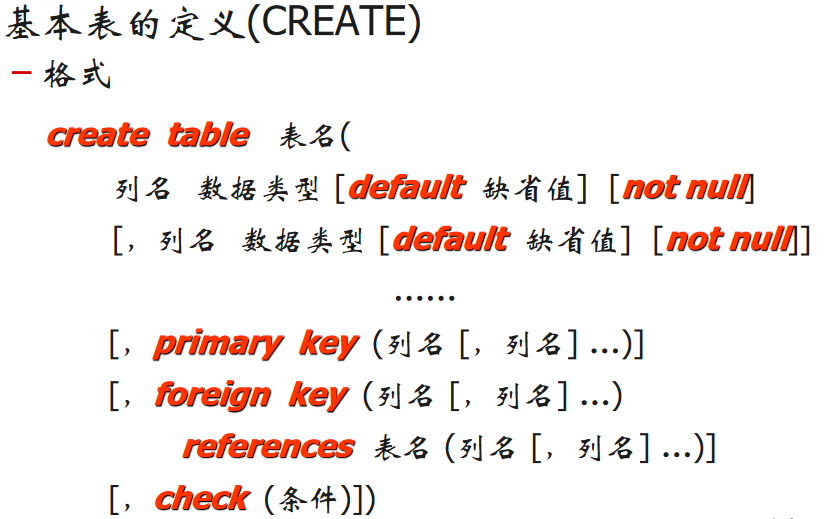 基本表的定义(CREATE)
– 格式
create table 表名(
列名 数据类型 [default 缺省值] [not null]
[, 列名 数据类型 [default 缺省值] [not null]]
……
[, primary key (列名 [, 列名] …)]
[, foreign key (列名 [, 列名] …)
references 表名 (列名 [, 列名] …)]
[, check (条件)])